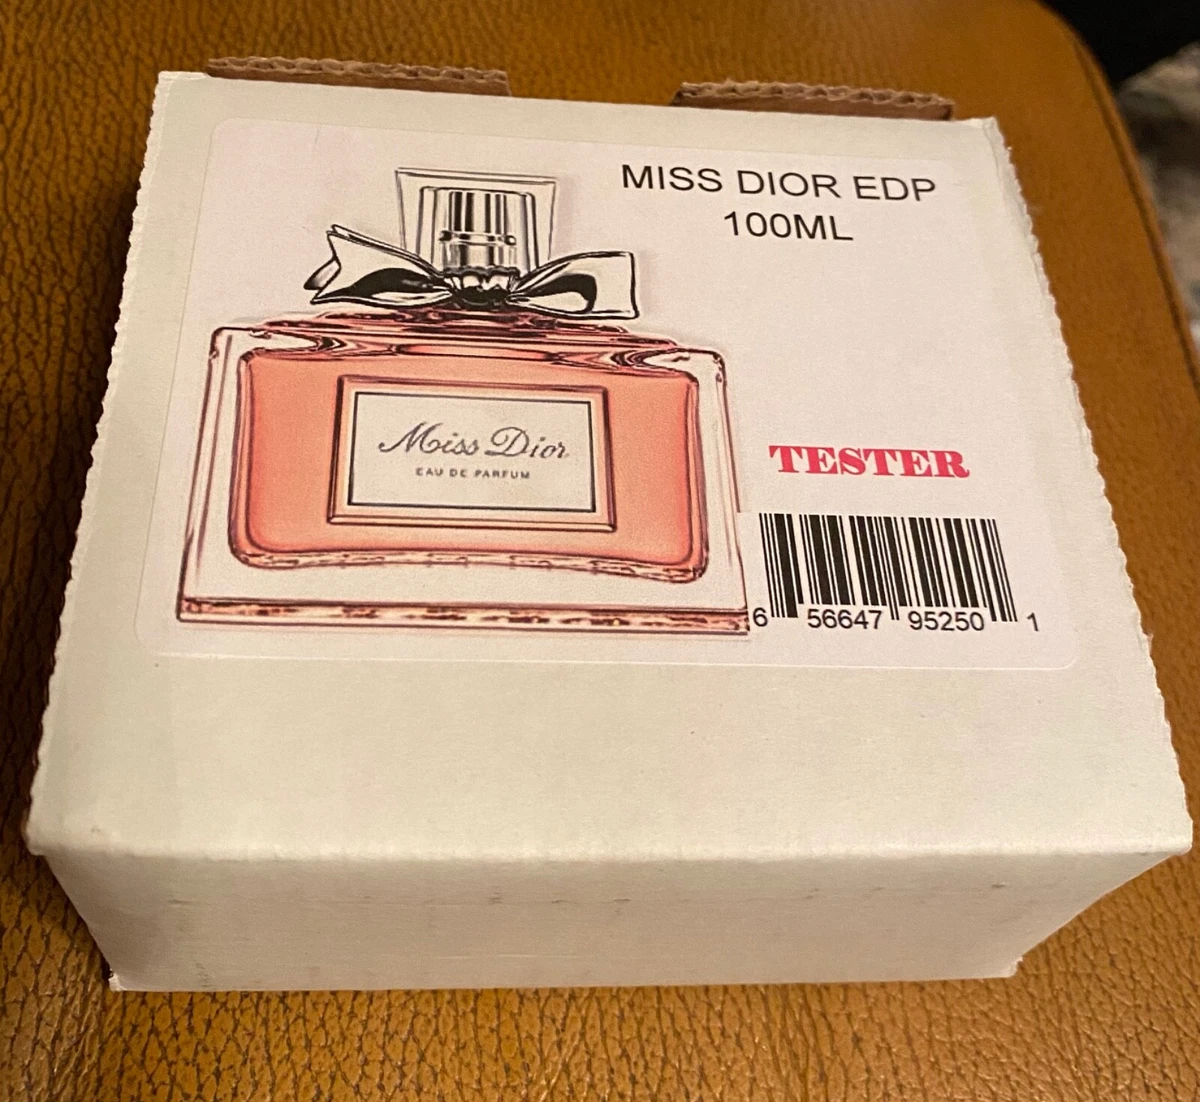 MISS DIOR EDP
100ML
Miss Dior
EAU DE PARFUM
TESTER
6 56647 95250 1